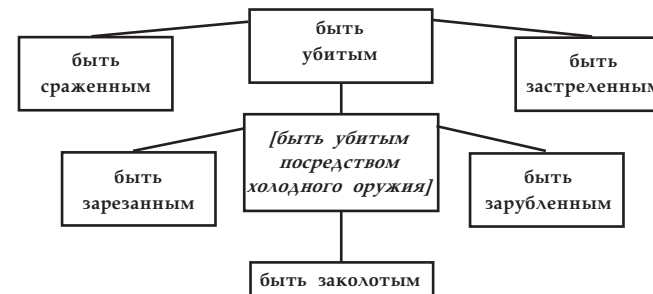 быть
убитым
быть
сраженным
быть
застреленным
[быть убитым
посредством
холодного оружия]
быть
зарезанным
быть
зарубленным
быть заколотым